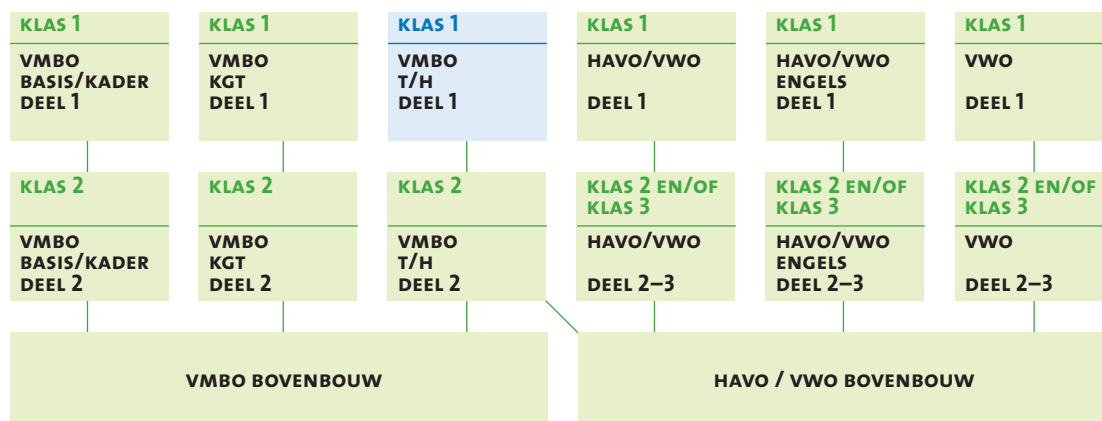 KLAS 1
VMBO
BASIS/KADER
DEEL 1
KLAS 1
VMBO
KGT
DEEL 1
KLAS 1
VMBO
T/H
DEEL 1
KLAS 1
HAVO/VWO
DEEL 1
KLAS 1
HAVO/VWO
ENGELS
DEEL 1
KLAS 1
VWO
DEEL 1
KLAS 2
VMBO
BASIS/KADER
DEEL 2
KLAS 2
VMBO
KGT
DEEL 2
KLAS 2
VMBO
T/H
DEEL 2
KLAS 2 EN/OF
KLAS 3
HAVO/VWO
DEEL 2–3
KLAS 2 EN/OF
KLAS 3
HAVO/VWO
ENGELS
DEEL 2–3
KLAS 2 EN/OF
KLAS 3
VWO
DEEL 2–3
VMBO BOVENBOUW
HAVO / VWO BOVENBOUW